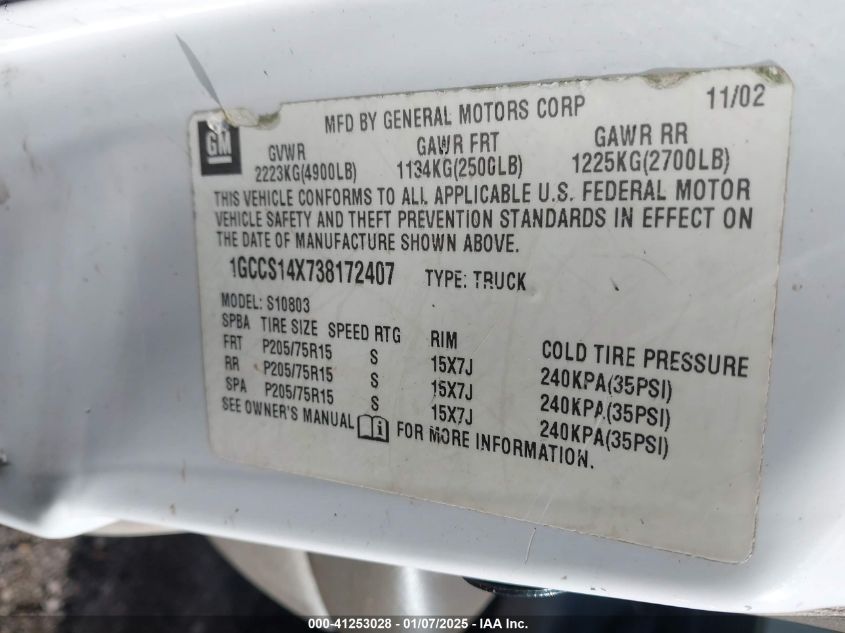 11/02
MFD BY GENERAL MOTORS CORP
GM
GVWR GAWR FRT GAWR RR
2223KG(4900LB) 1134KG(2500LB) 1225KG(2700LB)
THIS VEHICLE CONFORMS TO ALL APPLICABLE U.S. FEDERAL MOTOR
VEHICLE SAFETY AND THEFT PREVENTION STANDARDS IN EFFECT ON
THE DATE OF MANUFACTURE SHOWN ABOVE.
1GCCS14X738172407 TYPE: TRUCK
MODEL: S10803
SPBA TIRE SIZE SPEED RTG RIM COLD TIRE PRESSURE
FRT P205/75R15 S 15X7J 240KPA(35PSI)
RR P205/75R15 S 15X7J 240KPA(35PSI)
SPA P205/75R15 S 15X7J 240KPA(35PSI)
SEE OWNER'S MANUAL i FOR MORE INFORMATION.
000-41253028 - 01/07/2025 - IAA Inc.